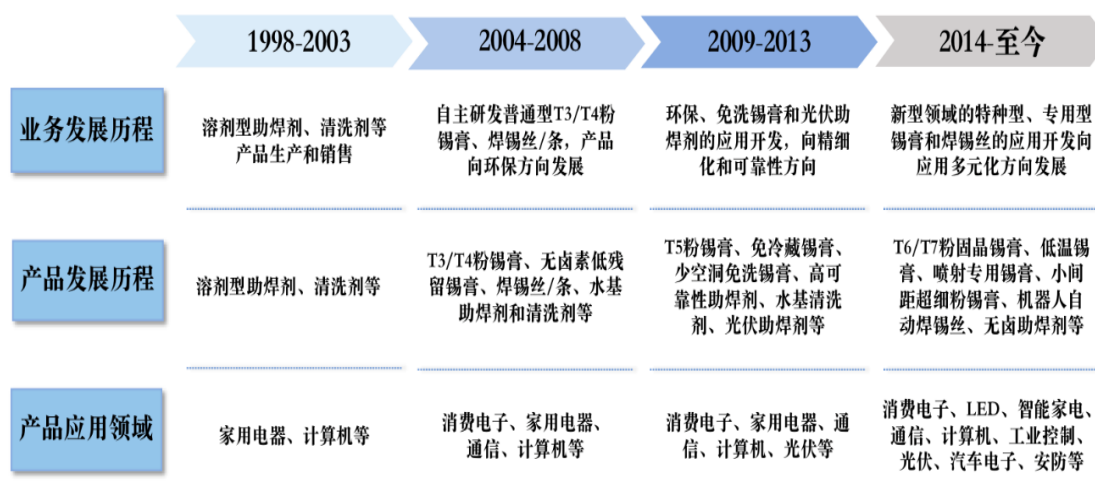 1998-2003
2004-2008
2009-2013
2014-至今
业务发展历程
溶剂型助焊剂、清洗剂等
产品生产和销售
自主研发普通型T3/T4粉
锡膏、焊锡丝/条，产品
向环保方向发展
环保、免洗锡膏和光伏助
焊剂的应用开发，向精细
化和可靠性方向
新型领域的特种型、专用型
锡膏和焊锡丝的应用开发向
应用多元化方向发展
产品发展历程
溶剂型助焊剂、清洗剂等
T3/T4粉锡膏、无卤素低残
留锡膏、焊锡丝/条、水基
助焊剂和清洗剂等
T5粉锡膏、免冷藏锡膏、
少空洞免洗锡膏、高可
靠性助焊剂、水基清洗
剂、光伏助焊剂等
T6/T7粉固晶锡膏、低温锡
膏、喷射专用锡膏、小间
距超细粉锡膏、机器人自
动焊锡丝、无卤助焊剂等
产品应用领域
家用电器、计算机等
消费电子、家用电器、
通信、计算机等
消费电子、家用电器、通
信、计算机、光伏等
消费电子、LED、智能家电、
通信、计算机、工业控制、
光伏、汽车电子、安防等